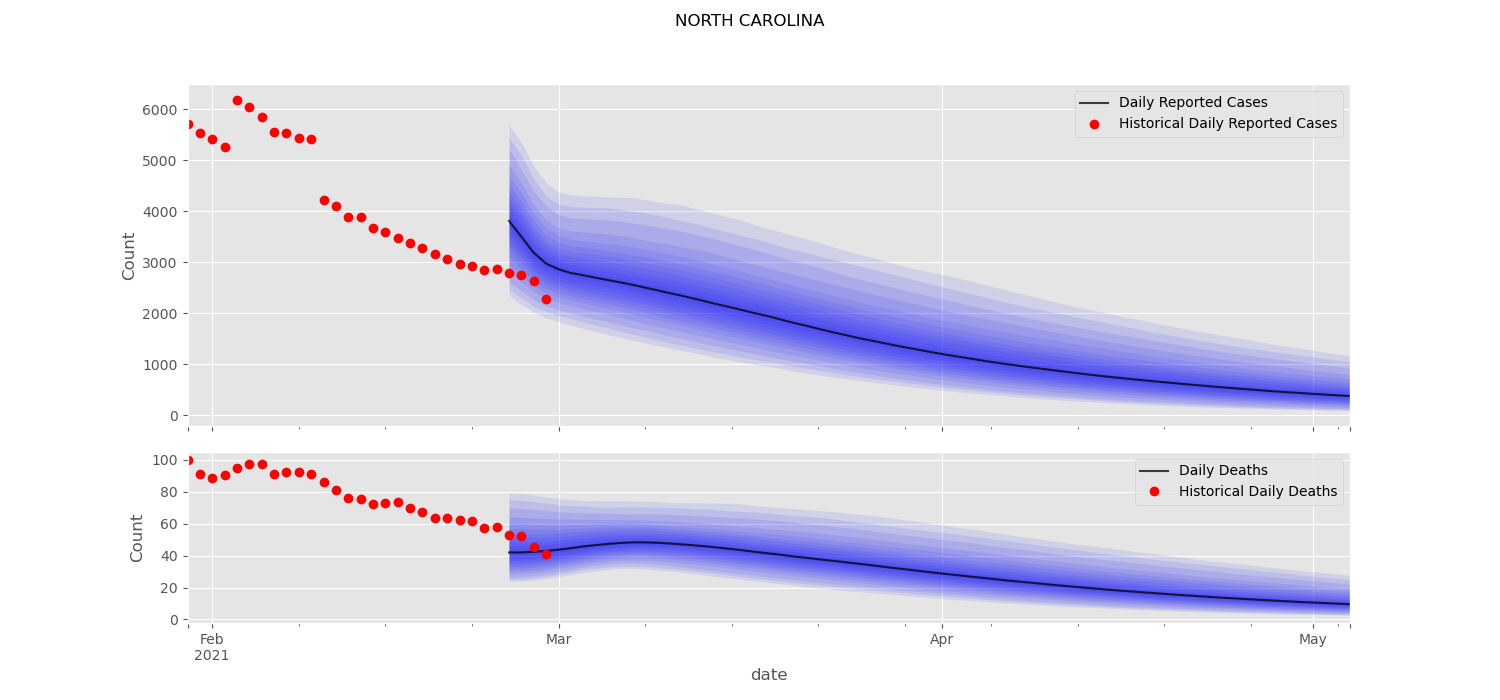 NORTH CAROLINA
6000
5000
4000
3000
2000
1000
0
Count
Daily Reported Cases
Historical Daily Reported Cases
100
80
60
40
20
0
Count
Daily Deaths
Historical Daily Deaths
Feb Mar Apr May
2021
date